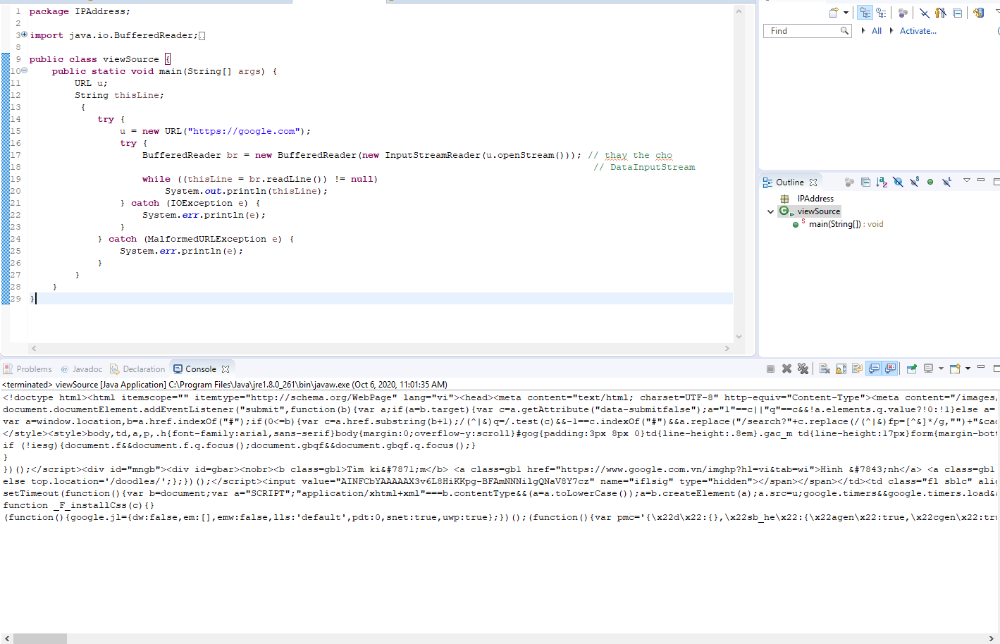 1 package IPAddress;
2
3 import java.io.BufferedReader;
8
9 public class viewSource {
10     public static void main(String[] args) {
11         URL u;
12         String thisLine;
13          {
14             try {
15                 u = new URL("https://google.com");
16                 try {
17                     BufferedReader br = new BufferedReader(new InputStreamReader(u.openStream())); // thay the cho
18                                                                                                     // DataInputStream
19                     while ((thisLine = br.readLine()) != null)
20                         System.out.println(thisLine);
21                 } catch (IOException e) {
22                     System.err.println(e);
23                 }
24             } catch (MalformedURLException e) {
25                 System.err.println(e);
26             }
27         }
28     }
29 }
Find All Activate...
Outline
IPAddress
viewSource
main(String[]) : void
Problems @ Javadoc Declaration Console
<terminated> viewSource [Java Application] C:\Program Files\Java\jre1.8.0_261\bin\javaw.exe (Oct 6, 2020, 11:01:35 AM)
<!doctype html><html itemscope="" itemtype="http://schema.org/WebPage" lang="vi"><head><meta content="text/html; charset=UTF-8" http-equiv="Content-Type"><meta content="/images,
document.documentElement.addEventListener("submit",function(b){var a;if(a=b.target){var c=a.getAttribute("data-submitfalse");a="1"==c||"q"==c&&!a.elements.q.value?!0:!1}else a=
var a=window.location,b=a.href.indexOf("#");if(0<=b){var c=a.href.substring(b+1);/(^|&)q=/.test(c)&&-1==c.indexOf("#")&&a.replace("/search?"+c.replace(/(^|&)fp=[^&]*/g,"")+"&cad
</style><style>body,td,a,p,.h{font-family:arial,sans-serif}body{margin:0;overflow-y:scroll}#gog{padding:3px 8px 0}td{line-height:.8em}.gac_m td{line-height:17px}form{margin-bott
if (!iesg){document.f&&document.f.q.focus();document.gbqf&&document.gbqf.q.focus();}
}
})();</script><div id="mngb"><div id=gbar><nobr><b class=gb1>Tìm ki&#7871;m</b> <a class=gb1 href="https://www.google.com.vn/imghp?hl=vi&tab=wi">Hình &#7843;nh</a> <a class=gb1
else top.location='/doodles/';};})();</script><input value="AINFCbYAAAAAX3v6L8HiKKpg-BFAmNNNilgQNaV8Y7cz" name="iflsig" type="hidden"></span></span></td><td class="fl sblc" alig
setTimeout(function(){var b=document;var a="SCRIPT";"application/xhtml+xml"===b.contentType&&(a=a.toLowerCase());a=b.createElement(a);a.src=u;google.timers&&google.timers.load&
function _F_installCss(c){}
(function(){google.jl={dw:false,em:[],emw:false,lls:'default',pdt:0,snet:true,uwp:true};})();(function(){var pmc='{\x22d\x22:{},\x22sb_he\x22:{\x22agen\x22:true,\x22cgen\x22:tru